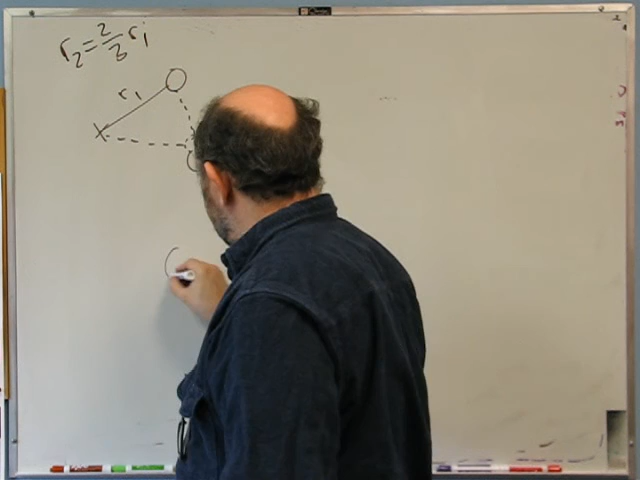 r₂ = 2/3 r₁
r₁